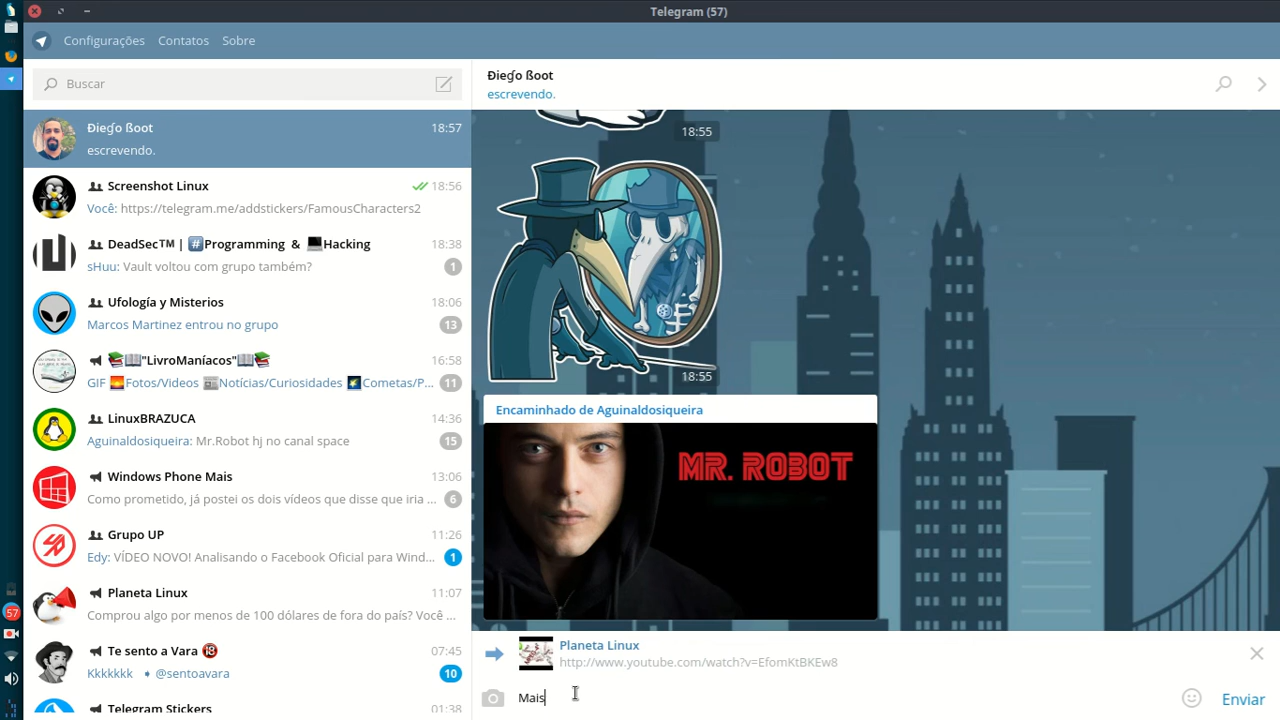 Telegram (57)
Configurações Contatos Sobre
Buscar
Đieɠo ßoot 18:57
escrevendo.
Screenshot Linux 18:56
Você: https://telegram.me/addstickers/FamousCharacters2
DeadSec™ | #Programming & Hacking 18:38
sHuu: Vault voltou com grupo também? 1
Ufología y Misterios 18:06
Marcos Martinez entrou no grupo 13
"LivroManíacos" 16:58
GIF Fotos/Videos Notícias/Curiosidades Cometas/P... 11
LinuxBRAZUCA 14:36
Aguinaldosiqueira: Mr.Robot hj no canal space 15
Windows Phone Mais 13:06
Como prometido, já postei os dois vídeos que disse que iria ... 6
Grupo UP 11:26
Edy: VÍDEO NOVO! Analisando o Facebook Oficial para Wind... 1
Planeta Linux 11:07
Comprou algo por menos de 100 dólares de fora do país? Você ...
Te sento a Vara 18 07:45
Kkkkkkk @sentoavara 10
Telegram Stickers 01:38
57
Đieɠo ßoot
escrevendo.
18:55
18:55
Encaminhado de Aguinaldosiqueira
MR. ROBOT
Planeta Linux
http://www.youtube.com/watch?v=EfomKtBKEw8
Mais
Enviar